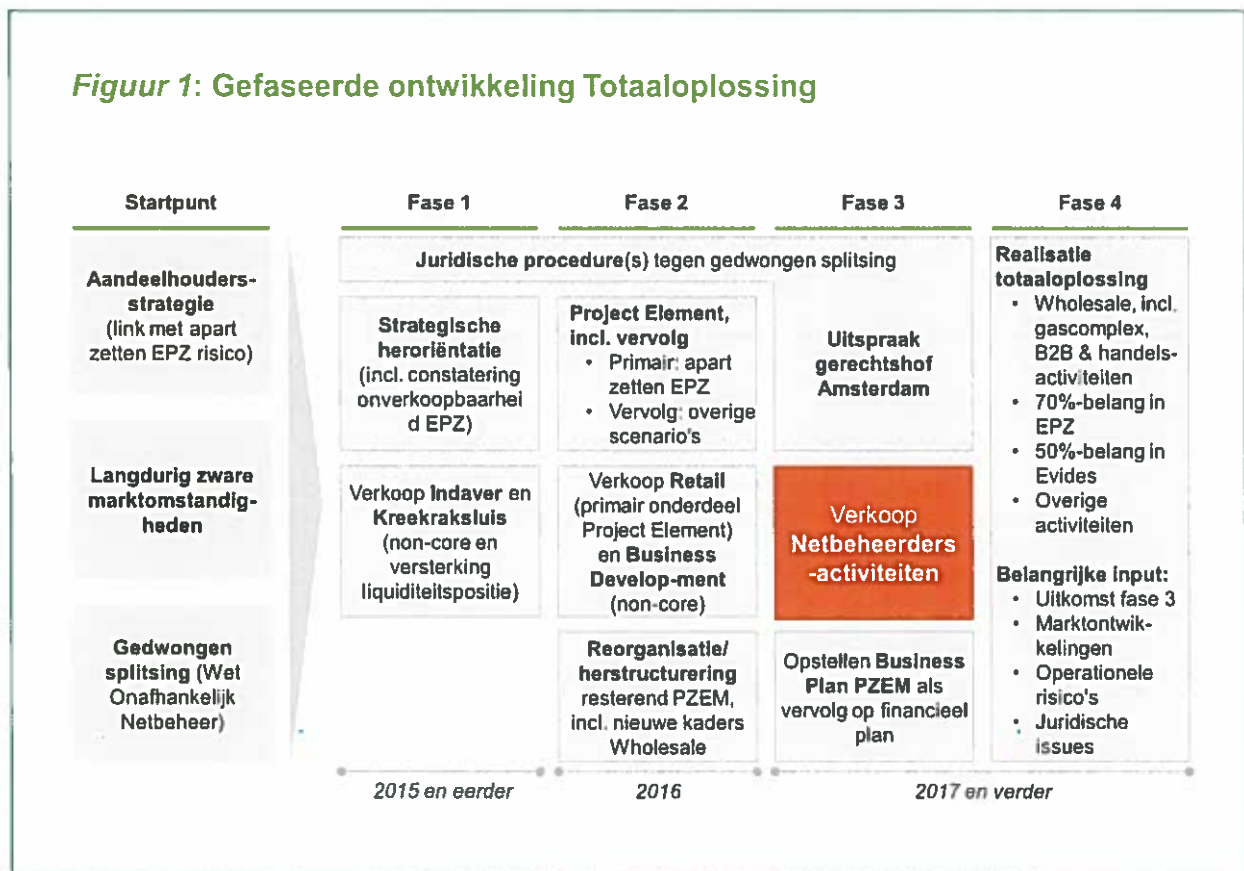 Figuur 1: Gefaseerde ontwikkeling Totaaloplossing
Startpunt
Aandeelhouders-
strategie
(link met apart
zetten EPZ risico)
Langdurig zware
marktomstandig-
heden
Gedwongen
splitsing (Wet
Onafhankelijk
Netbeheer)
Fase 1
Fase 2
Fase 3
Fase 4
Juridische procedure(s) tegen gedwongen splitsing
Strategische
heroriëntatie
(incl. constatering
onverkoopbaarhei
d EPZ)
Verkoop Indaver en
Kreekraksluis
(non-core en
versterking
liquiditeitspositie)
Project Element,
incl. vervolg
• Primair: apart
zetten EPZ
• Vervolg: overige
scenario's
Verkoop Retail
(primair onderdeel
Project Element)
en Business
Develop-ment
(non-core)
Reorganisatie/
herstructurering
resterend PZEM,
incl. nieuwe kaders
Wholesale
Uitspraak
gerechtshof
Amsterdam
Verkoop
Netbeheerders
-activiteiten
Opstellen Business
Plan PZEM als
vervolg op financieel
plan
Realisatie
totaaloplossing
• Wholesale, incl.
gascomplex,
B2B & handels-
activiteiten
• 70%-belang in
EPZ
• 50%-belang in
Evides
• Overige
activiteiten
Belangrijke input:
• Uitkomst fase 3
• Marktontwik-
kelingen
• Operationele
risico's
• Juridische
issues
2015 en eerder
2016
2017 en verder